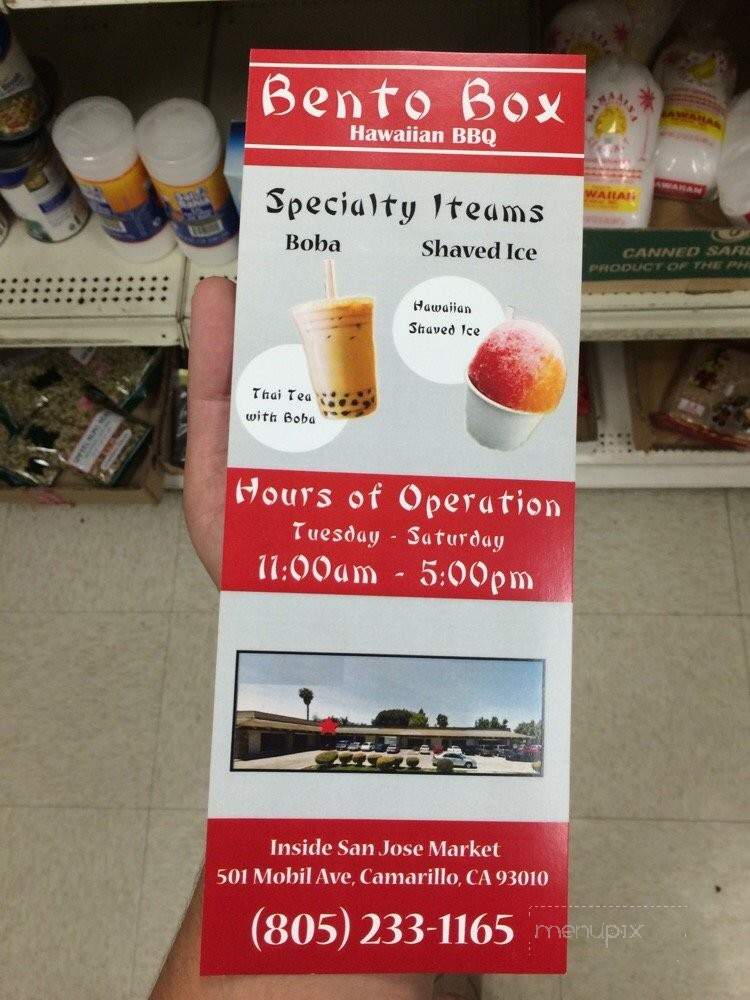 Bento Box
Hawaiian BBQ
Specialty Iteams
Boba
Shaved Ice
Hawaiian
Shaved Ice
Thai Tea
with Boba
Hours of Operation
Tuesday - Saturday
11:00am - 5:00pm
Inside San Jose Market
501 Mobil Ave, Camarillo, CA 93010
(805) 233-1165
menupix
CANNED
PRODUCT OF THE
HAWAIIAN